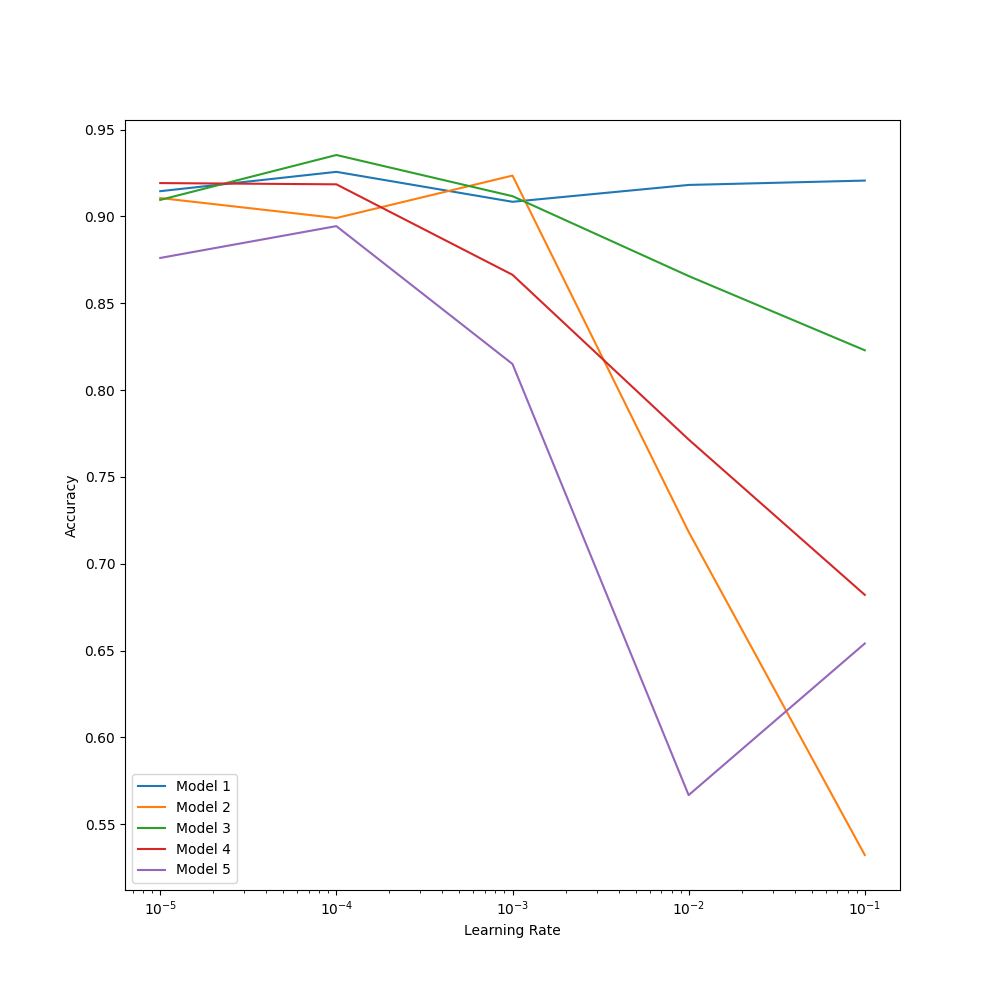 0.95
0.90
0.85
0.80
0.75
0.70
0.65
0.60
0.55
Accuracy
Model 1
Model 2
Model 3
Model 4
Model 5
10⁻⁵ 10⁻⁴ 10⁻³ 10⁻² 10⁻¹
Learning Rate